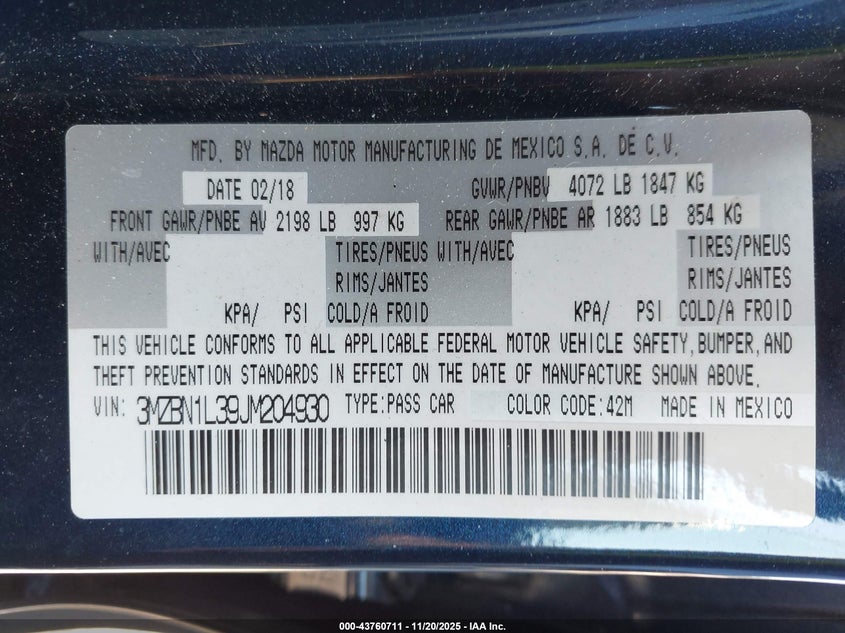 MFD. BY MAZDA MOTOR MANUFACTURING DE MEXICO S.A. DE C.V.
DATE 02/18 GVWR/PNBV 4072 LB 1847 KG
FRONT GAWR/PNBE AV 2198 LB 997 KG REAR GAWR/PNBE AR 1883 LB 854 KG
WITH/AVEC TIRES/PNEUS WITH/AVEC TIRES/PNEUS
RIMS/JANTES RIMS/JANTES
KPA/ PSI COLD/A FROID KPA/ PSI COLD/A FROID
THIS VEHICLE CONFORMS TO ALL APPLICABLE FEDERAL MOTOR VEHICLE SAFETY, BUMPER, AND
THEFT PREVENTION STANDARDS IN EFFECT ON THE DATE OF MANUFACTURE SHOWN ABOVE.
VIN: 3MZBN1L39JM204930 TYPE:PASS CAR COLOR CODE:42M MADE IN MEXICO
000-43760711 - 11/20/2025 - IAA Inc.